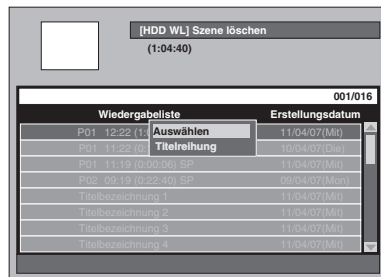 [HDD WL] Szene löschen
(1:04:40)
001/016
Wiedergabeliste Erstellungsdatum
P01 12:22 (1:0 11/04/07(Mit)
Auswählen
P01 11:22 (0: 10/04/07(Die)
Titelreihung
P01 11:19 (0:00:06) SP 11/04/07(Mit)
P02 09:19 (0:22:40) SP 09/04/07(Mon)
Titelbezeichnung 1 11/04/07(Mit)
Titelbezeichnung 2 11/04/07(Mit)
Titelbezeichnung 3 11/04/07(Mit)
Titelbezeichnung 4 11/04/07(Mit)